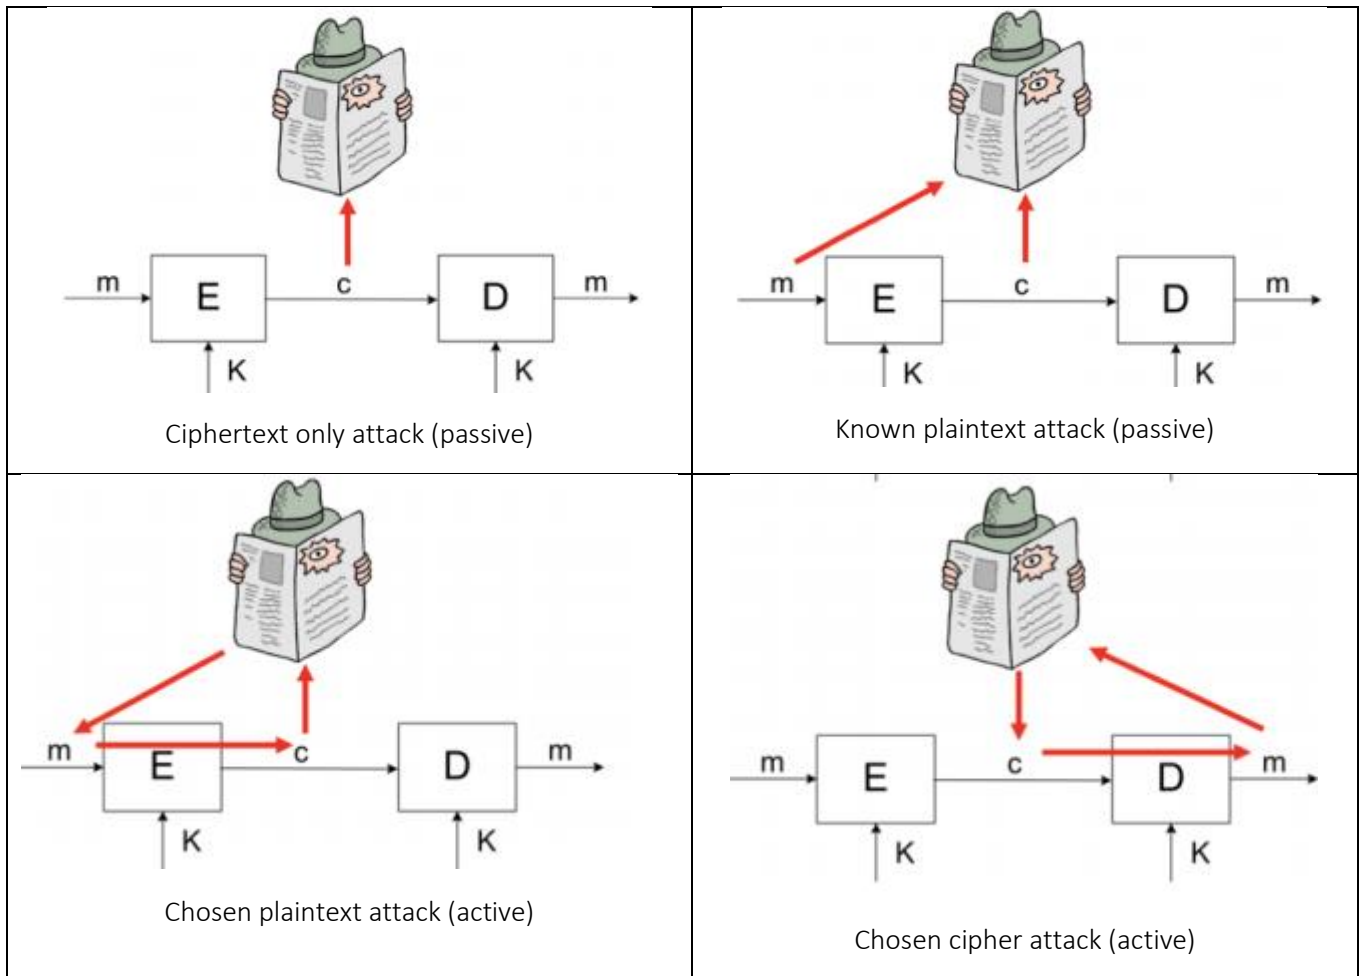 m
E
c
D
m
K
K
Ciphertext only attack (passive)
m
E
c
D
m
K
K
Known plaintext attack (passive)
m
E
c
D
m
K
K
Chosen plaintext attack (active)
m
E
c
D
m
K
K
Chosen cipher attack (active)